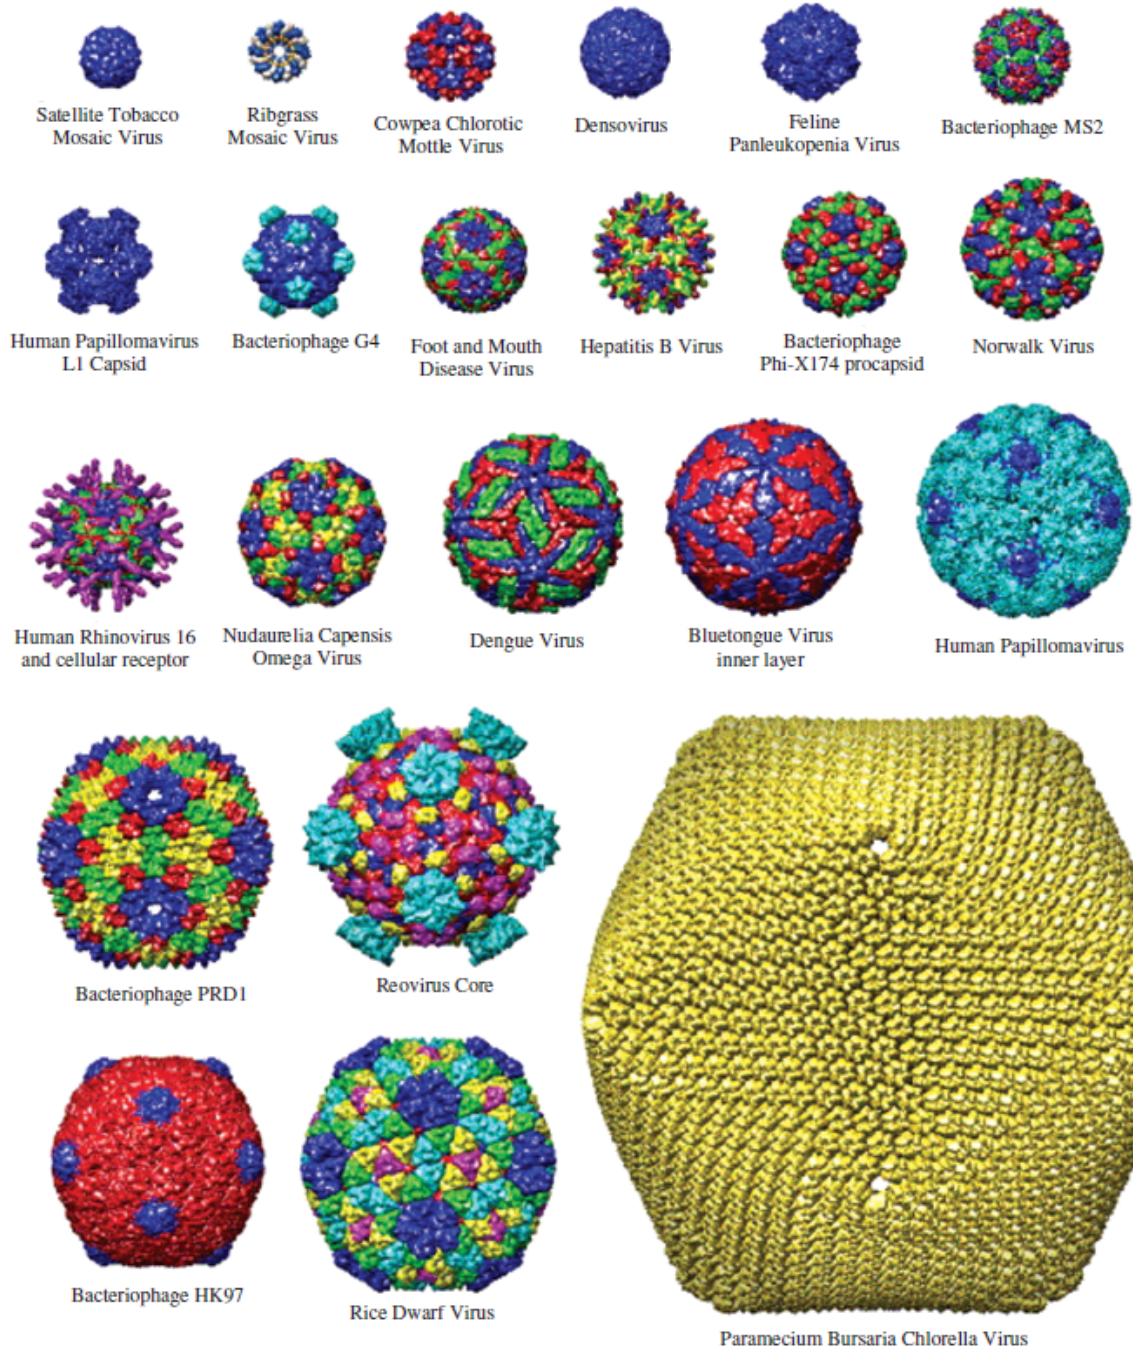 Satellite Tobacco
Mosaic Virus
Ribgrass
Mosaic Virus
Cowpea Chlorotic
Mottle Virus
Densovirus
Feline
Panleukopenia Virus
Bacteriophage MS2
Human Papillomavirus
L1 Capsid
Bacteriophage G4
Foot and Mouth
Disease Virus
Hepatitis B Virus
Bacteriophage
Phi-X174 procapsid
Norwalk Virus
Human Rhinovirus 16
and cellular receptor
Nudaurelia Capensis
Omega Virus
Dengue Virus
Bluetongue Virus
inner layer
Human Papillomavirus
Bacteriophage PRD1
Reovirus Core
Bacteriophage HK97
Rice Dwarf Virus
Paramecium Bursaria Chlorella Virus